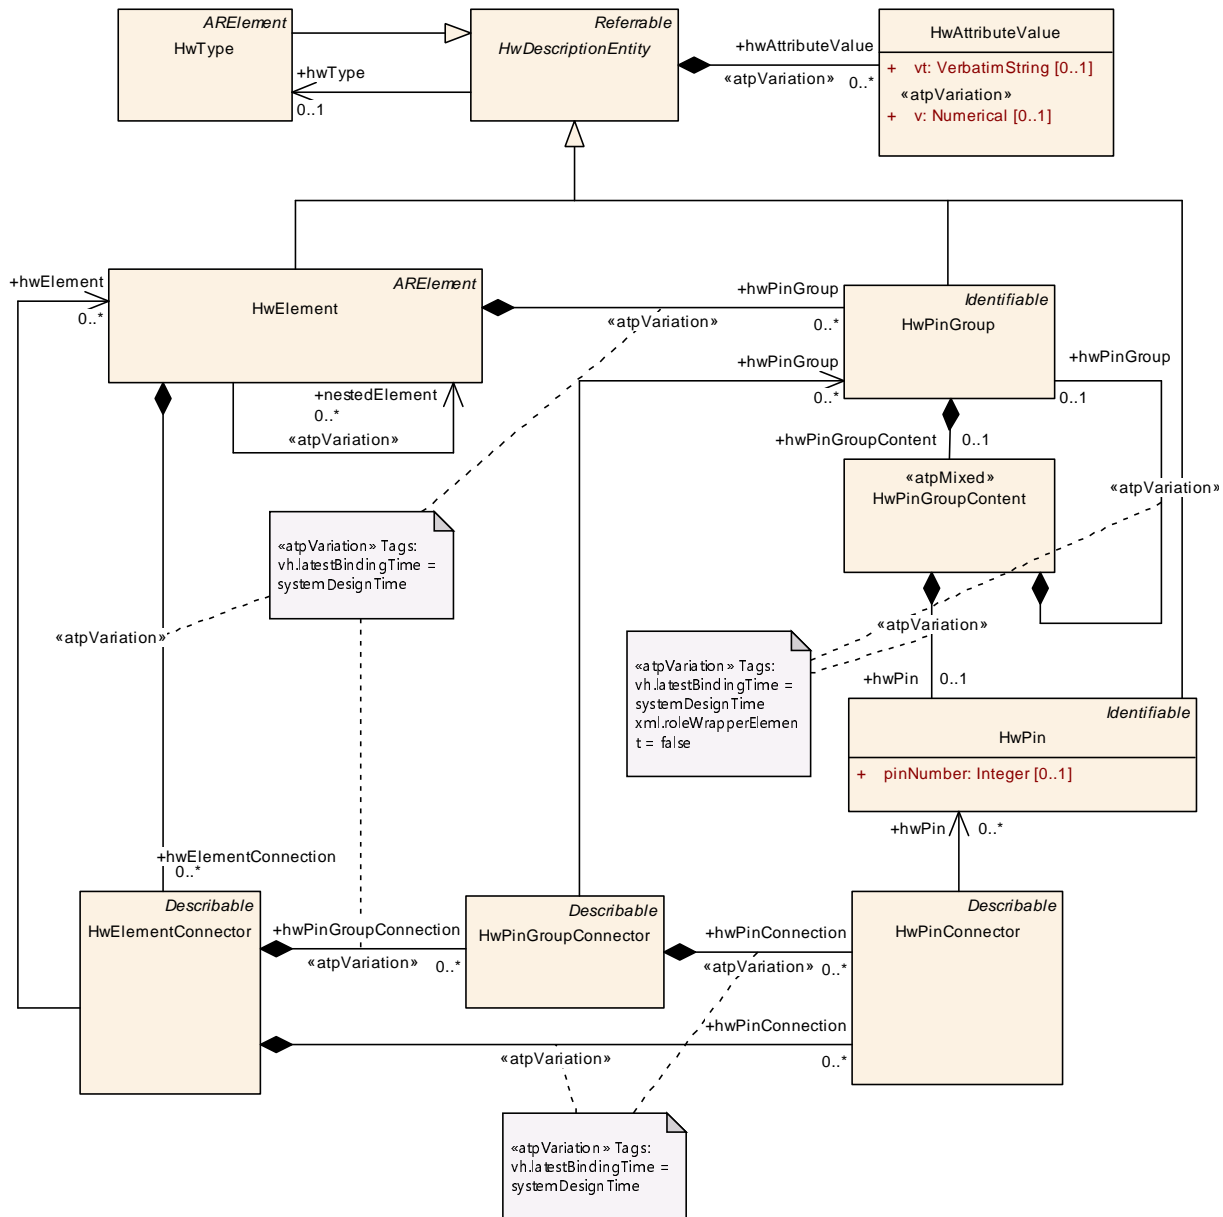 ARElement
HwType
Referrable
HwDescriptionEntity
+hwType
0..1
+hwAttributeValue
«atpVariation»
0..*
HwAttributeValue
+ vt: VerbatimString [0..1]
«atpVariation»
+ v: Numerical [0..1]
+hwElement
0..*
ARElement
HwElement
+nestedElement
0..*
«atpVariation»
+hwPinGroup
«atpVariation»
0..*
+hwPinGroup
0..*
Identifiable
HwPinGroup
+hwPinGroup
0..1
+hwPinGroupContent
0..1
«atpMixed»
HwPinGroupContent
«atpVariation»
«atpVariation» Tags:
vh.latestBindingTime =
systemDesignTime
«atpVariation»
«atpVariation»
«atpVariation» Tags:
vh.latestBindingTime =
systemDesignTime
xml.roleWrapperElemen
t = false
+hwPin
0..1
Identifiable
HwPin
+ pinNumber: Integer [0..1]
+hwPin
0..*
+hwElementConnection
0..*
Describable
HwElementConnector
+hwPinGroupConnection
«atpVariation»
0..*
Describable
HwPinGroupConnector
+hwPinConnection
«atpVariation»
0..*
Describable
HwPinConnector
+hwPinConnection
«atpVariation»
0..*
«atpVariation» Tags:
vh.latestBindingTime =
systemDesignTime